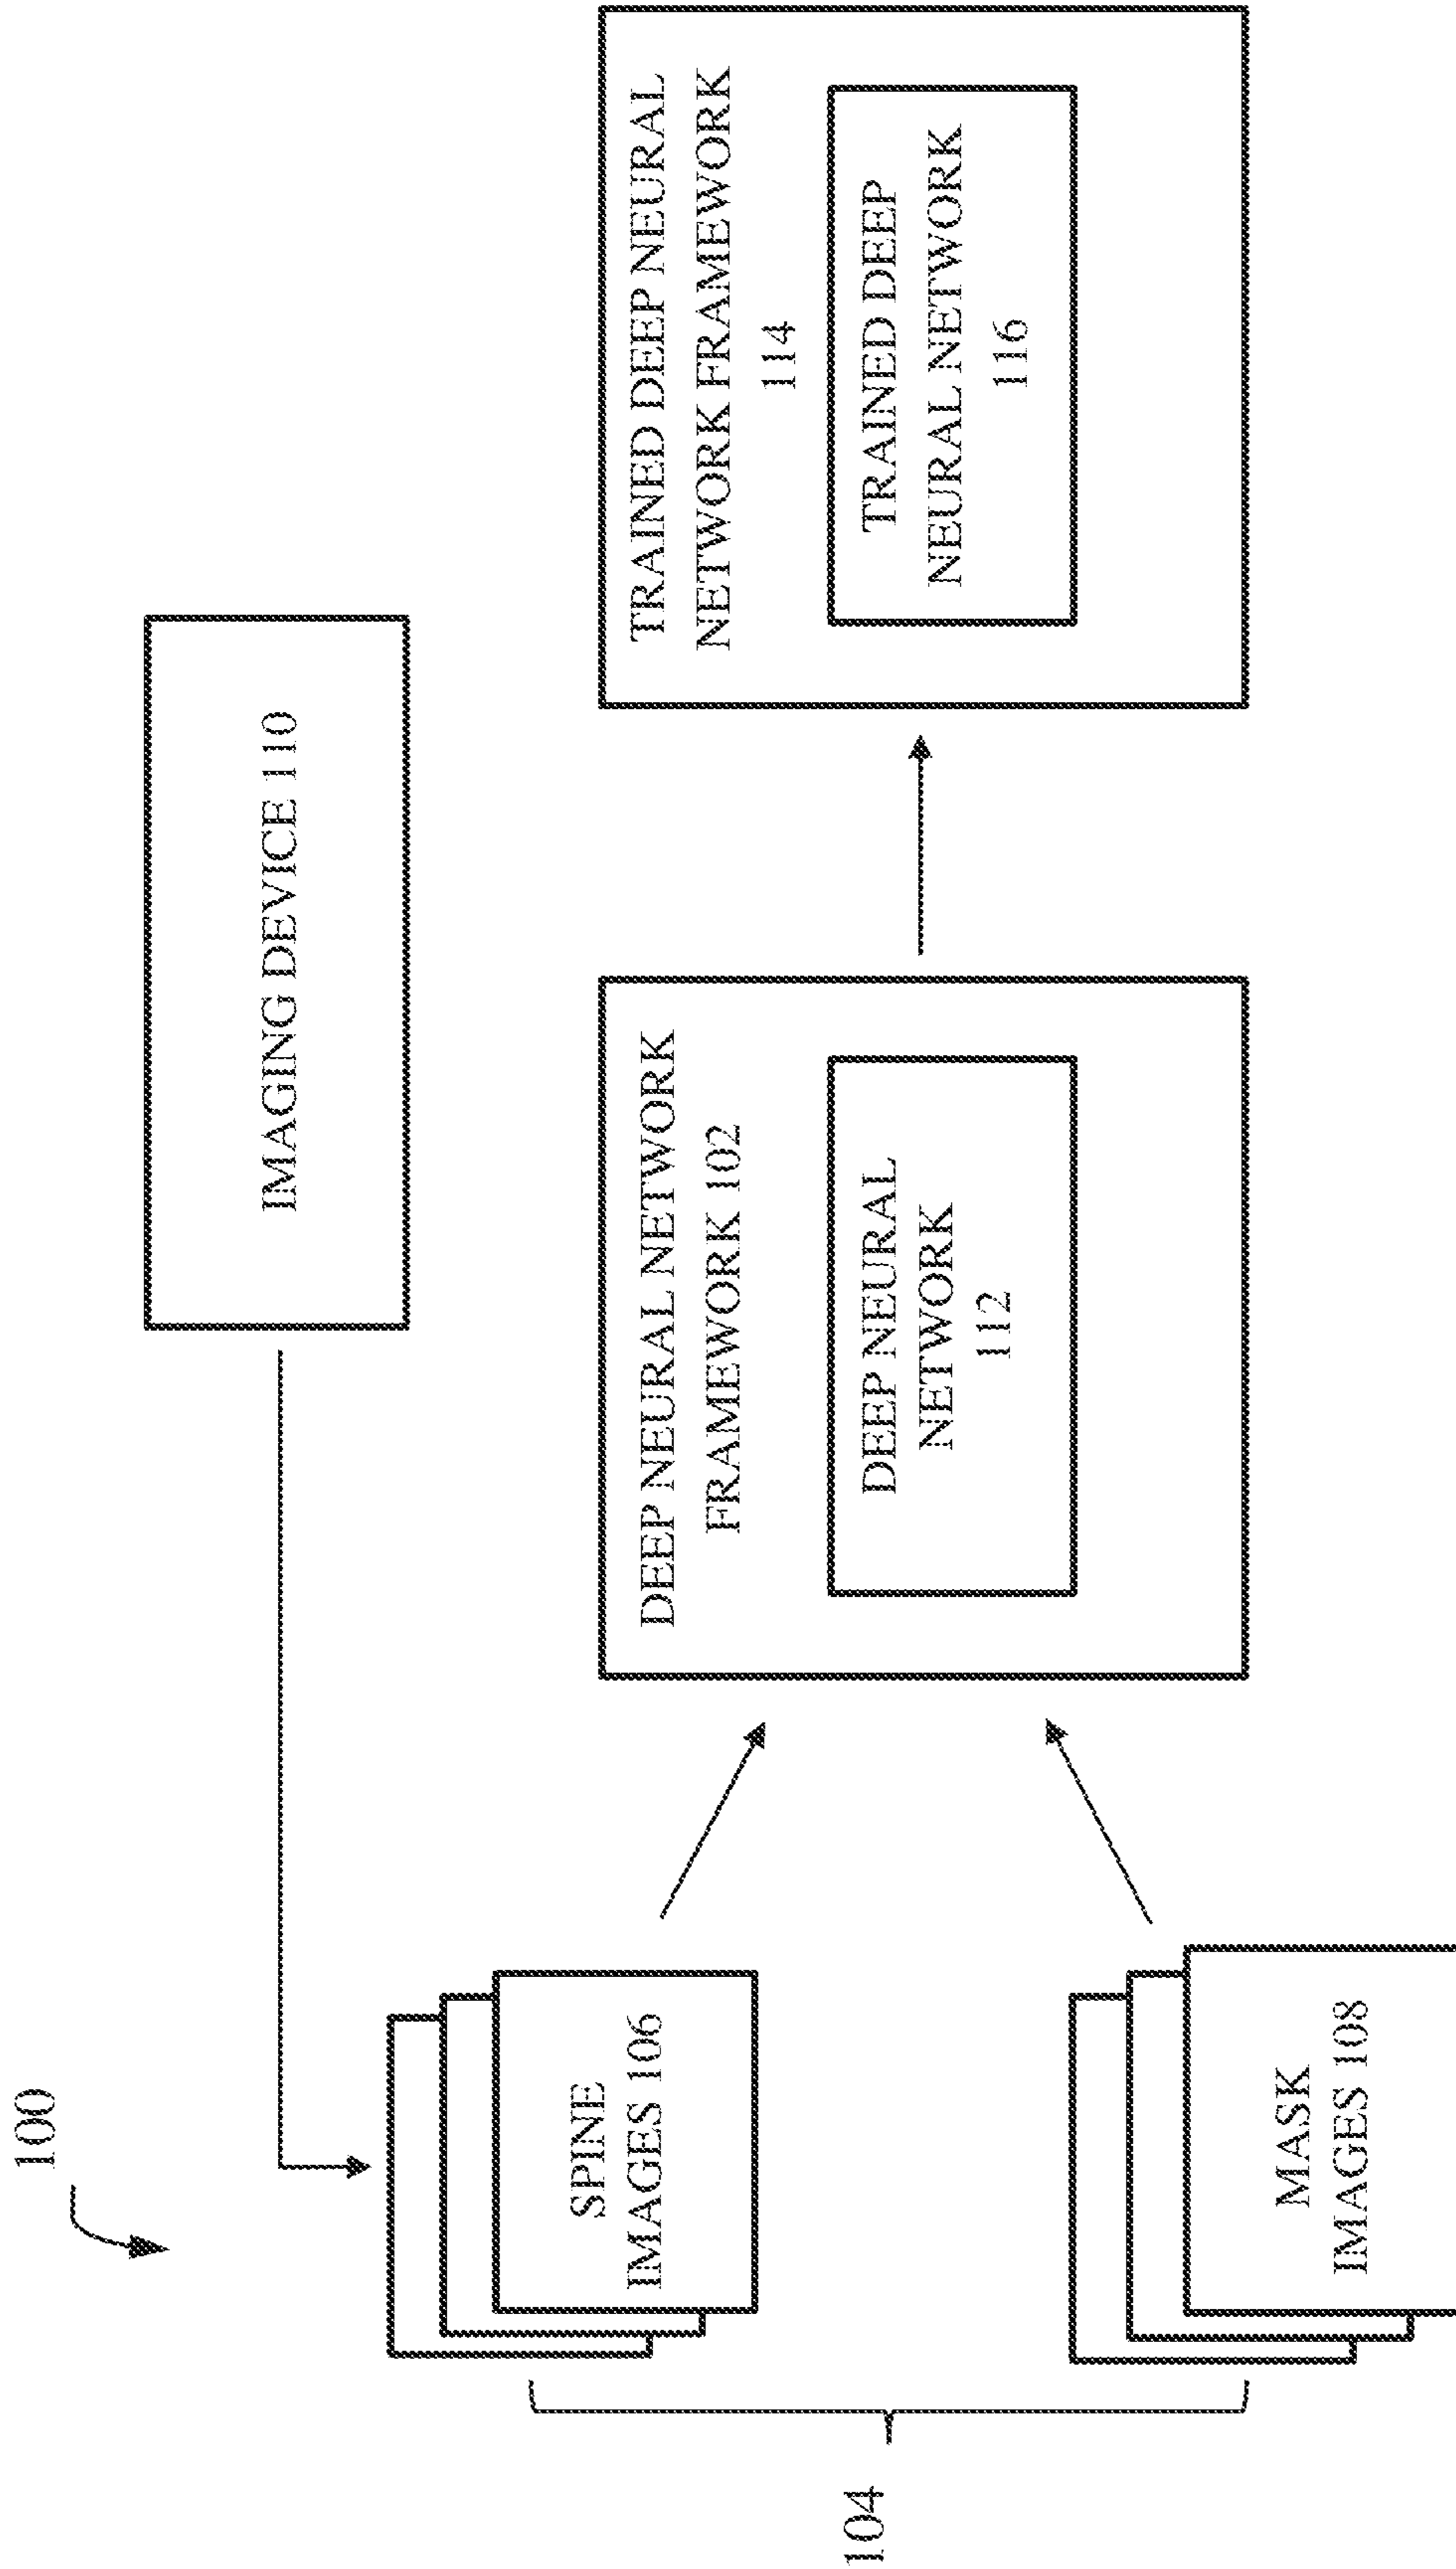 100
IMAGING DEVICE 110
SPINE
IMAGES 106
104
MASK
IMAGES 108
DEEP NEURAL NETWORK
FRAMEWORK 102
DEEP NEURAL
NETWORK
112
TRAINED DEEP NEURAL
NETWORK FRAMEWORK
114
TRAINED DEEP
NEURAL NETWORK
116